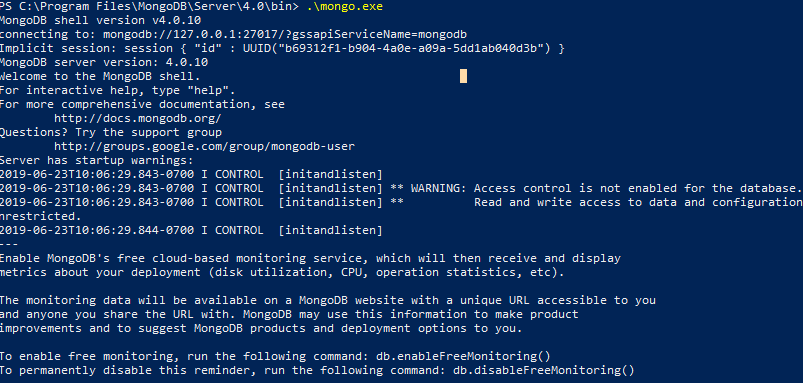 PS C:\Program Files\MongoDB\Server\4.0\bin> .\mongo.exe
MongoDB shell version v4.0.10
connecting to: mongodb://127.0.0.1:27017/?gssapiServiceName=mongodb
Implicit session: session { "id" : UUID("b69312f1-b904-4a0e-a09a-5dd1ab040d3b") }
MongoDB server version: 4.0.10
Welcome to the MongoDB shell.
For interactive help, type "help".
For more comprehensive documentation, see
http://docs.mongodb.org/
Questions? Try the support group
http://groups.google.com/group/mongodb-user
Server has startup warnings:
2019-06-23T10:06:29.843-0700 I CONTROL [initandlisten]
2019-06-23T10:06:29.843-0700 I CONTROL [initandlisten] ** WARNING: Access control is not enabled for the database.
2019-06-23T10:06:29.843-0700 I CONTROL [initandlisten] ** Read and write access to data and configuration
nrestricted.
2019-06-23T10:06:29.844-0700 I CONTROL [initandlisten]
---
Enable MongoDB's free cloud-based monitoring service, which will then receive and display
metrics about your deployment (disk utilization, CPU, operation statistics, etc).
The monitoring data will be available on a MongoDB website with a unique URL accessible to you
and anyone you share the URL with. MongoDB may use this information to make product
improvements and to suggest MongoDB products and deployment options to you.
To enable free monitoring, run the following command: db.enableFreeMonitoring()
To permanently disable this reminder, run the following command: db.disableFreeMonitoring()